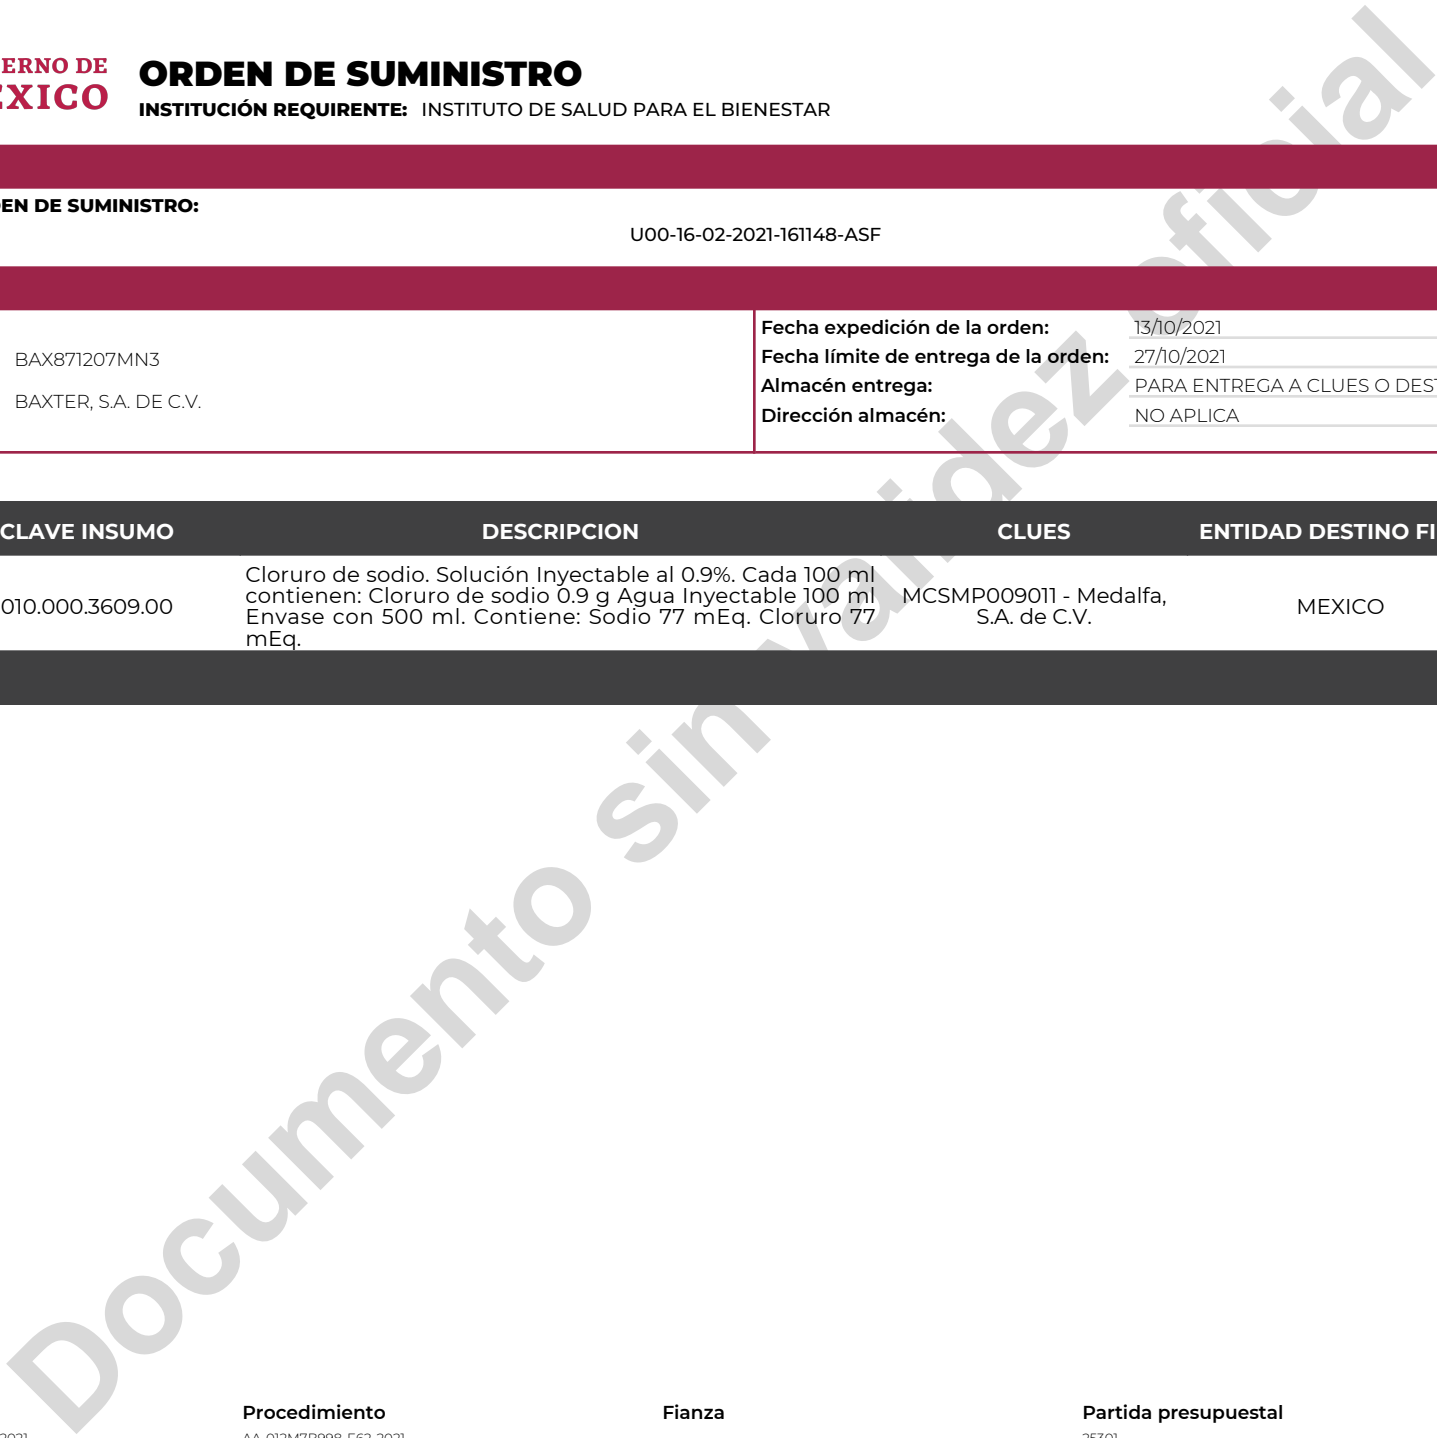 ERNO DE
ORDEN DE SUMINISTRO
INSTITUCIÓN REQUIRENTE: INSTITUTO DE SALUD PARA EL BIENESTAR
EN DE SUMINISTRO:
U00-16-02-2021-161148-ASF
BAX871207MN3
BAXTER, S.A. DE C.V.
Fecha expedición de la orden: 13/10/2021
Fecha límite de entrega de la orden: 27/10/2021
Almacén entrega: PARA ENTREGA A CLUES O DEST
Dirección almacén: NO APLICA
CLAVE INSUMO DESCRIPCION CLUES ENTIDAD DESTINO FI
010.000.3609.00
Cloruro de sodio. Solución Inyectable al 0.9%. Cada 100 ml
contienen: Cloruro de sodio 0.9 g Agua Inyectable 100 ml
Envase con 500 ml. Contiene: Sodio 77 mEq. Cloruro 77
mEq.
MCSMP009011 - Medalfa,
S.A. de C.V.
MEXICO
Documento sin validez oficial
Procedimiento Fianza Partida presupuestal